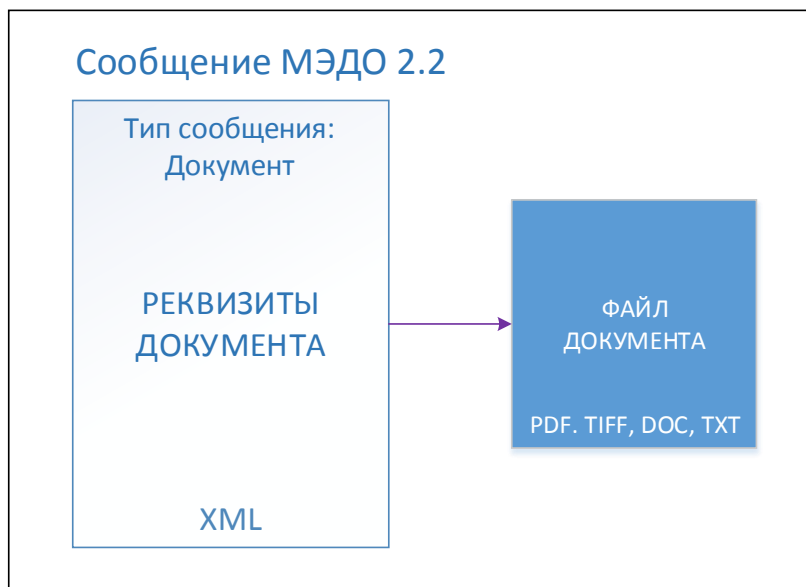 Сообщение МЭДО 2.2
Тип сообщения:
Документ
РЕКВИЗИТЫ
ДОКУМЕНТА
XML
ФАЙЛ
ДОКУМЕНТА
PDF. TIFF, DOC, TXT